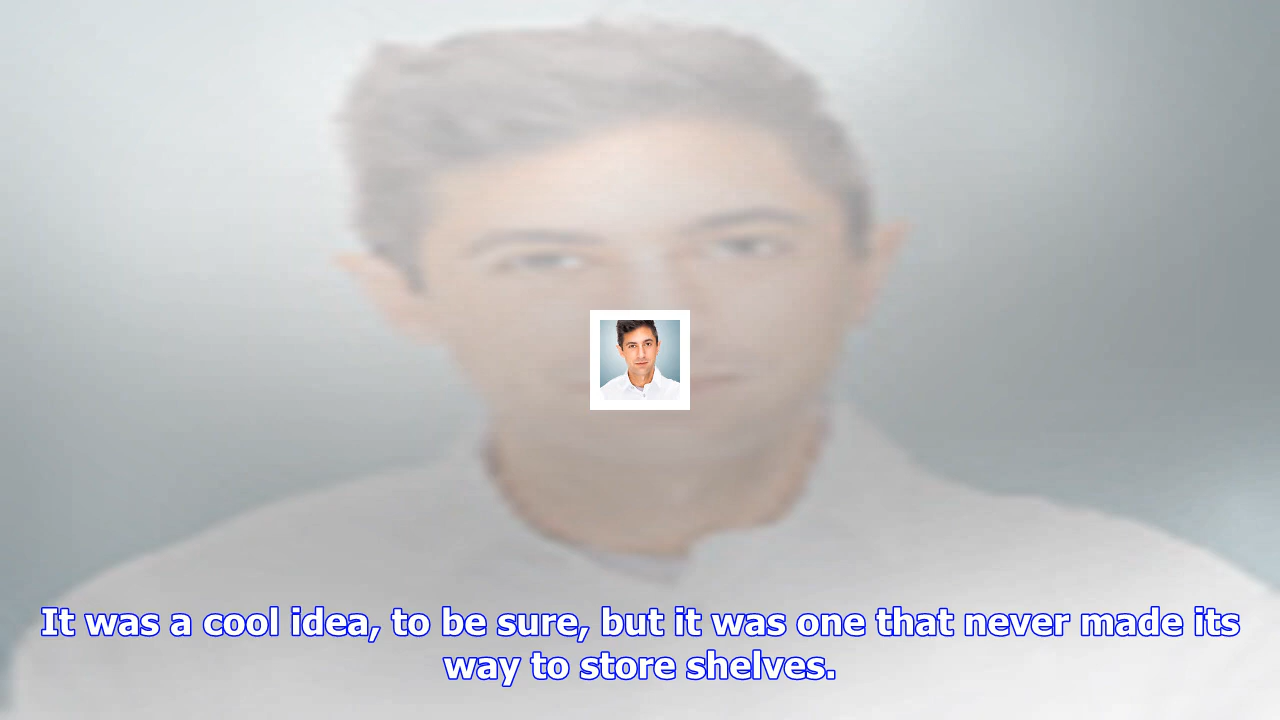 It was a cool idea, to be sure, but it was one that never made its
way to store shelves.